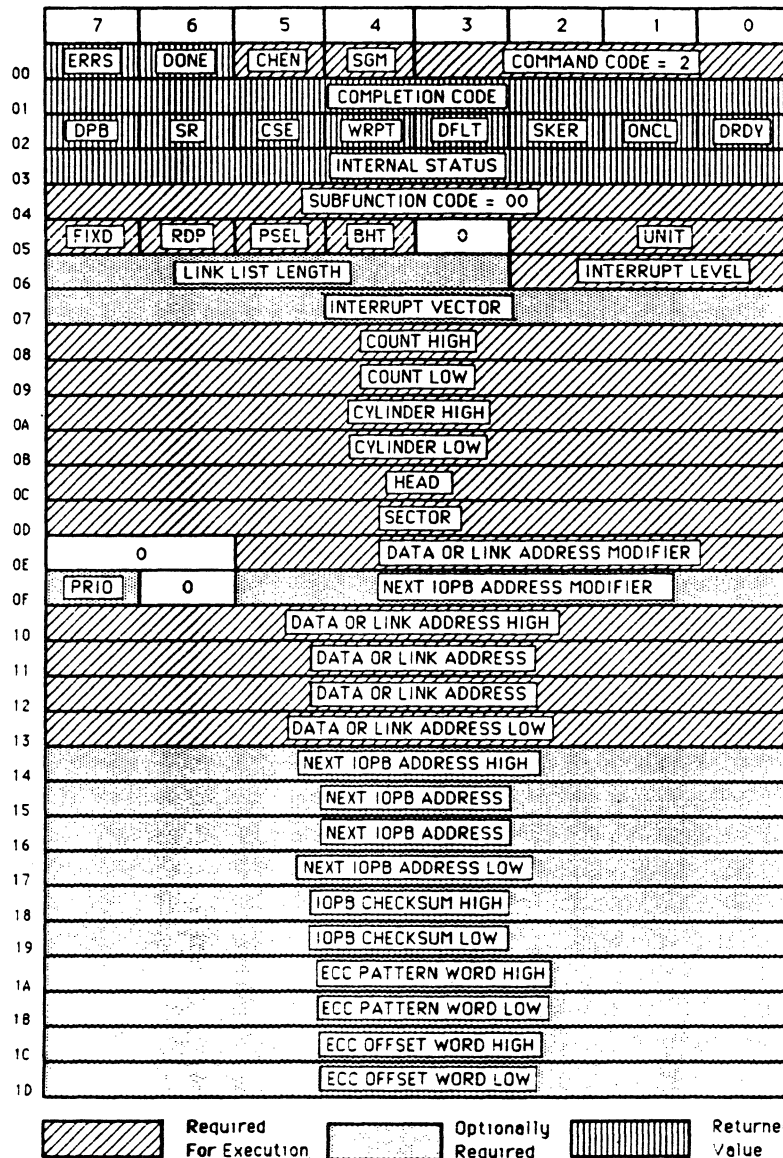 7 6 5 4 3 2 1 0
00 ERRS DONE CHEN SGM COMMAND CODE = 2
01 COMPLETION CODE
02 DPB SR CSE WRPT DFLT SKER ONCL DRDY
03 INTERNAL STATUS
04 SUBFUNCTION CODE = 00
05 FIXD RDP PSEL BHT 0 UNIT
06 LINK LIST LENGTH INTERRUPT LEVEL
07 INTERRUPT VECTOR
08 COUNT HIGH
09 COUNT LOW
0A CYLINDER HIGH
0B CYLINDER LOW
0C HEAD
0D SECTOR
0E 0 DATA OR LINK ADDRESS MODIFIER
0F PRIO 0 NEXT IOPB ADDRESS MODIFIER
10 DATA OR LINK ADDRESS HIGH
11 DATA OR LINK ADDRESS
12 DATA OR LINK ADDRESS
13 DATA OR LINK ADDRESS LOW
14 NEXT IOPB ADDRESS HIGH
15 NEXT IOPB ADDRESS
16 NEXT IOPB ADDRESS
17 NEXT IOPB ADDRESS LOW
18 IOPB CHECKSUM HIGH
19 IOPB CHECKSUM LOW
1A ECC PATTERN WORD HIGH
1B ECC PATTERN WORD LOW
1C ECC OFFSET WORD HIGH
1D ECC OFFSET WORD LOW
Required Optionally Returne
For Execution Required Value